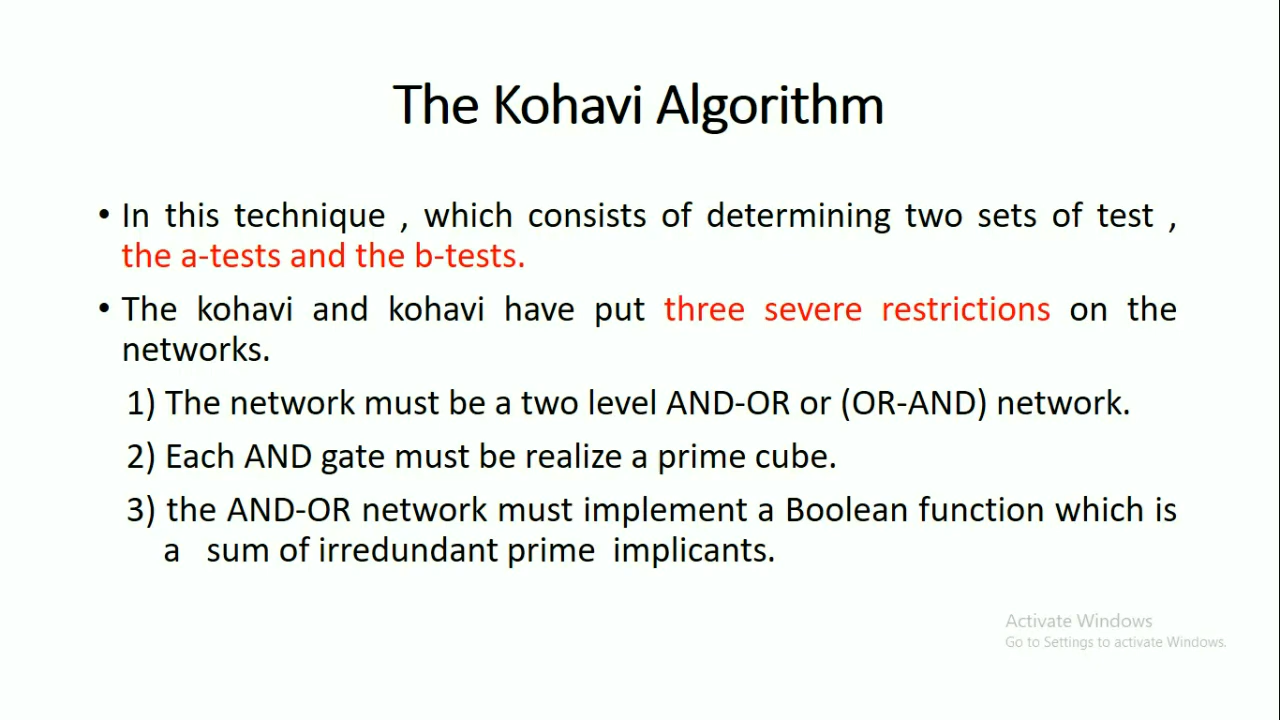 The Kohavi Algorithm
• In this technique , which consists of determining two sets of test ,
the a-tests and the b-tests.
• The kohavi and kohavi have put three severe restrictions on the
networks.
1) The network must be a two level AND-OR or (OR-AND) network.
2) Each AND gate must be realize a prime cube.
3) the AND-OR network must implement a Boolean function which is
a sum of irredundant prime implicants.
Activate Windows
Go to Settings to activate Windows.